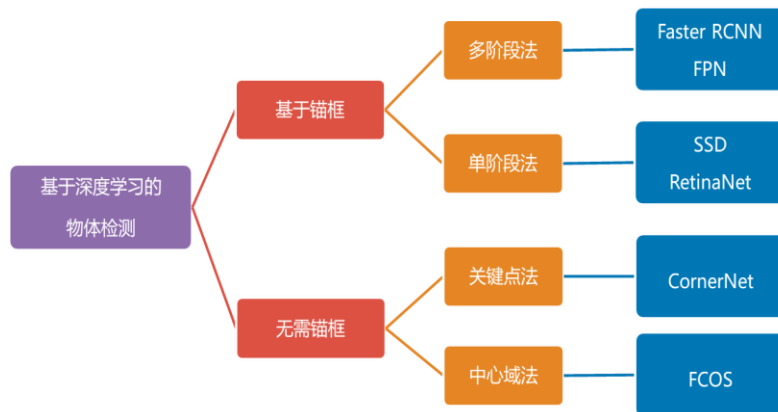 基于深度学习的
物体检测
基于锚框
无需锚框
多阶段法
单阶段法
关键点法
中心域法
Faster RCNN
FPN
SSD
RetinaNet
CornerNet
FCOS